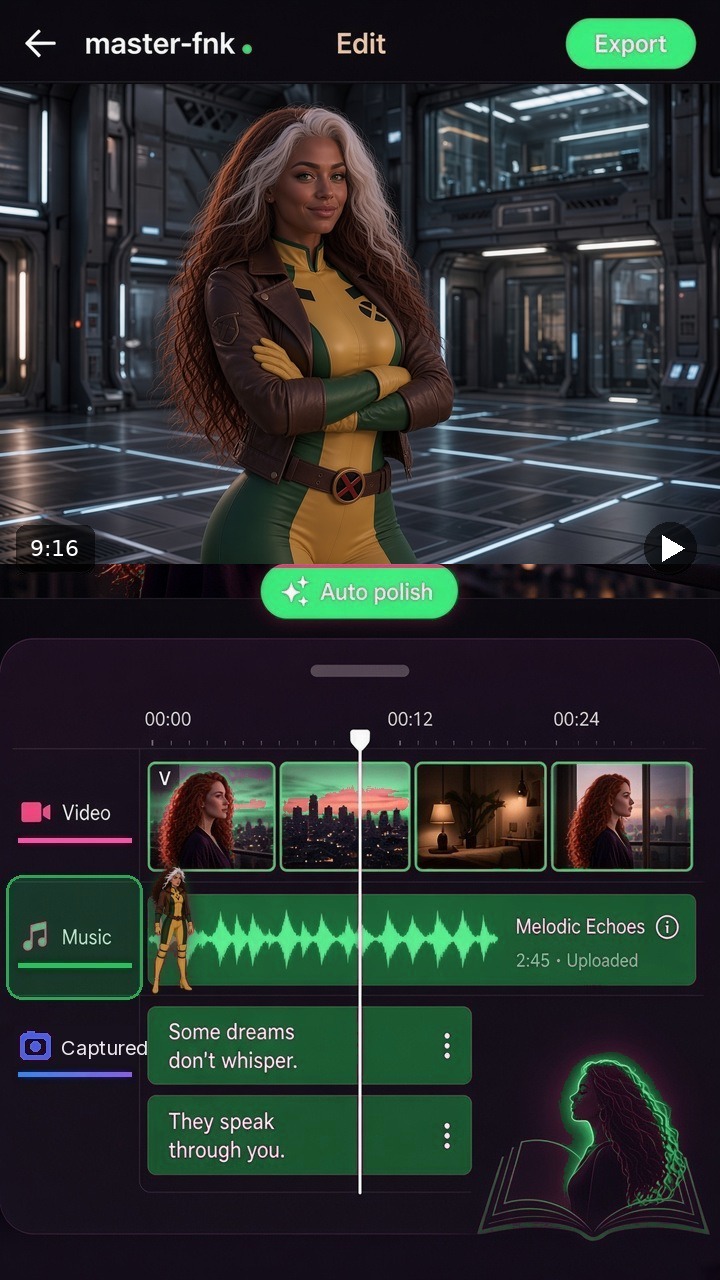 master-fnk
Edit
Export
9:16
Auto polish
00:00
00:12
00:24
Video
V
Music
Melodic Echoes
2:45 • Uploaded
Captured
Some dreams
don't whisper.
They speak
through you.